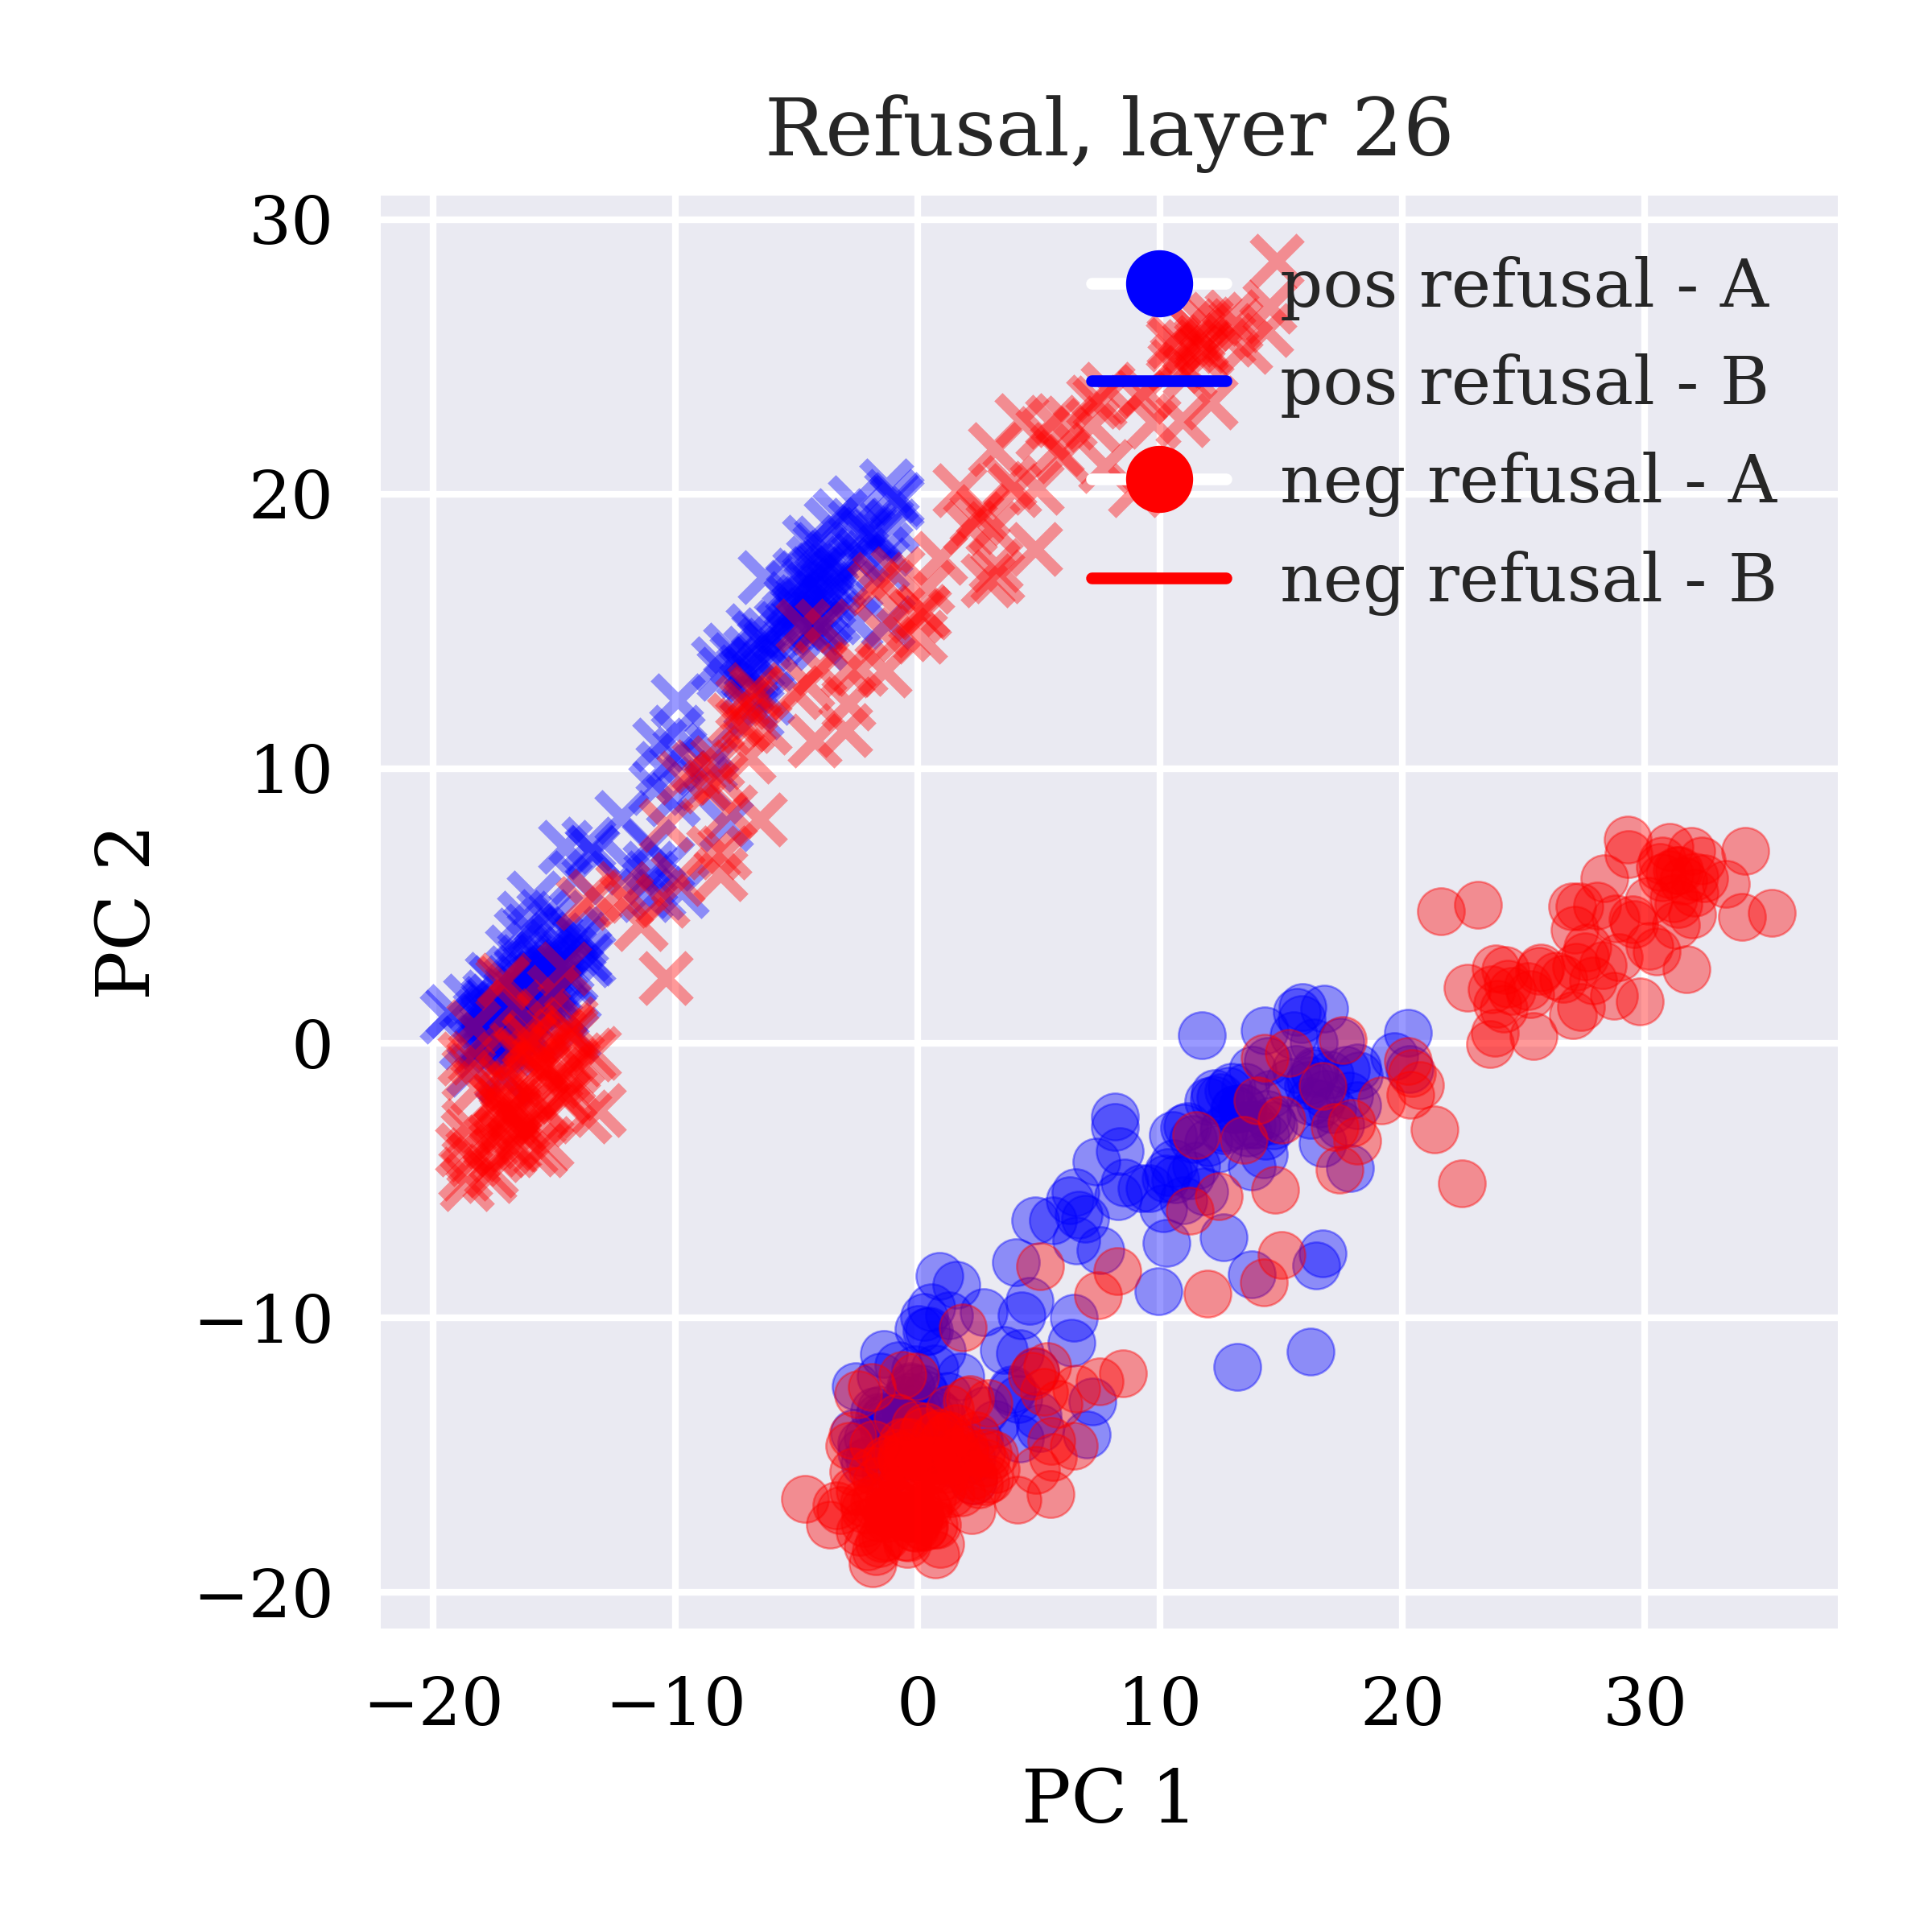 Refusal, layer 26
30
20
10
0
−10
−20
PC 2
pos refusal - A
pos refusal - B
neg refusal - A
neg refusal - B
−20 −10 0 10 20 30
PC 1